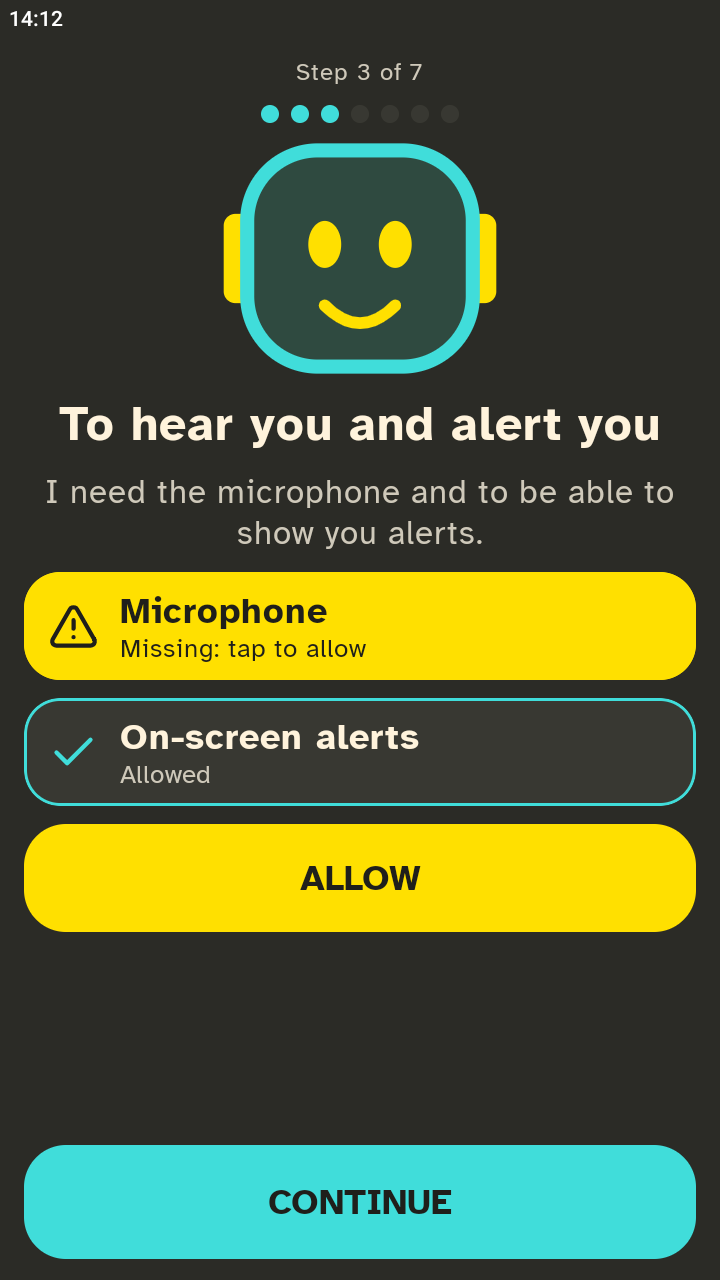 14:12
Step 3 of 7
To hear you and alert you
I need the microphone and to be able to
show you alerts.
Microphone
Missing: tap to allow
On-screen alerts
Allowed
ALLOW
CONTINUE